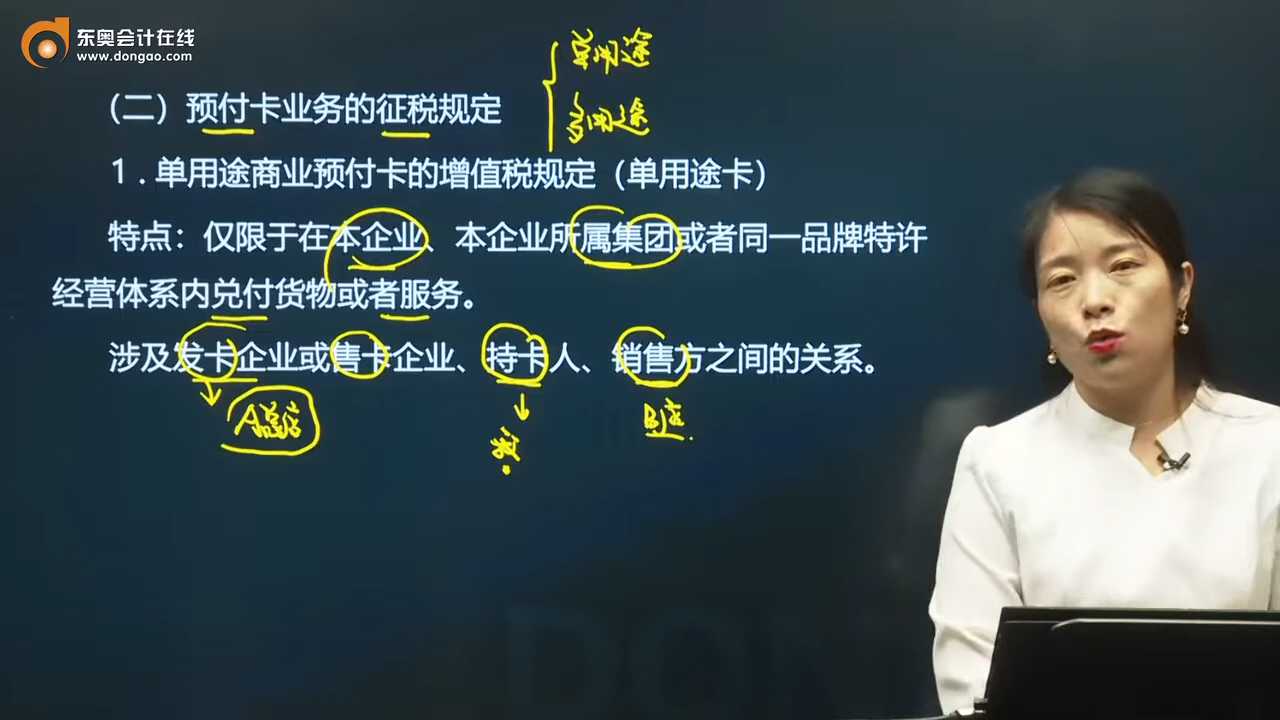 东奥会计在线
www.dongao.com
单用途
多用途
（二）预付卡业务的征税规定
1.单用途商业预付卡的增值税规定（单用途卡）
特点：仅限于在本企业、本企业所属集团或者同一品牌特许
经营体系内兑付货物或者服务。
涉及发卡企业或售卡企业、持卡人、销售方之间的关系。
A总店
我
B店
DON